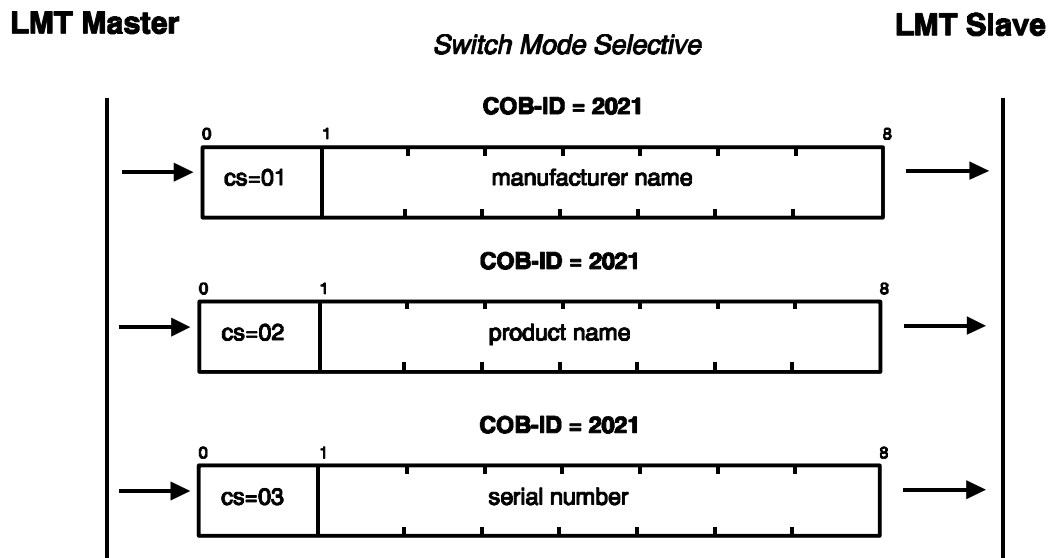 LMT Master
LMT Slave
Switch Mode Selective
COB-ID = 2021
0 1 8
cs=01 manufacturer name
COB-ID = 2021
0 1 8
cs=02 product name
COB-ID = 2021
0 1 8
cs=03 serial number